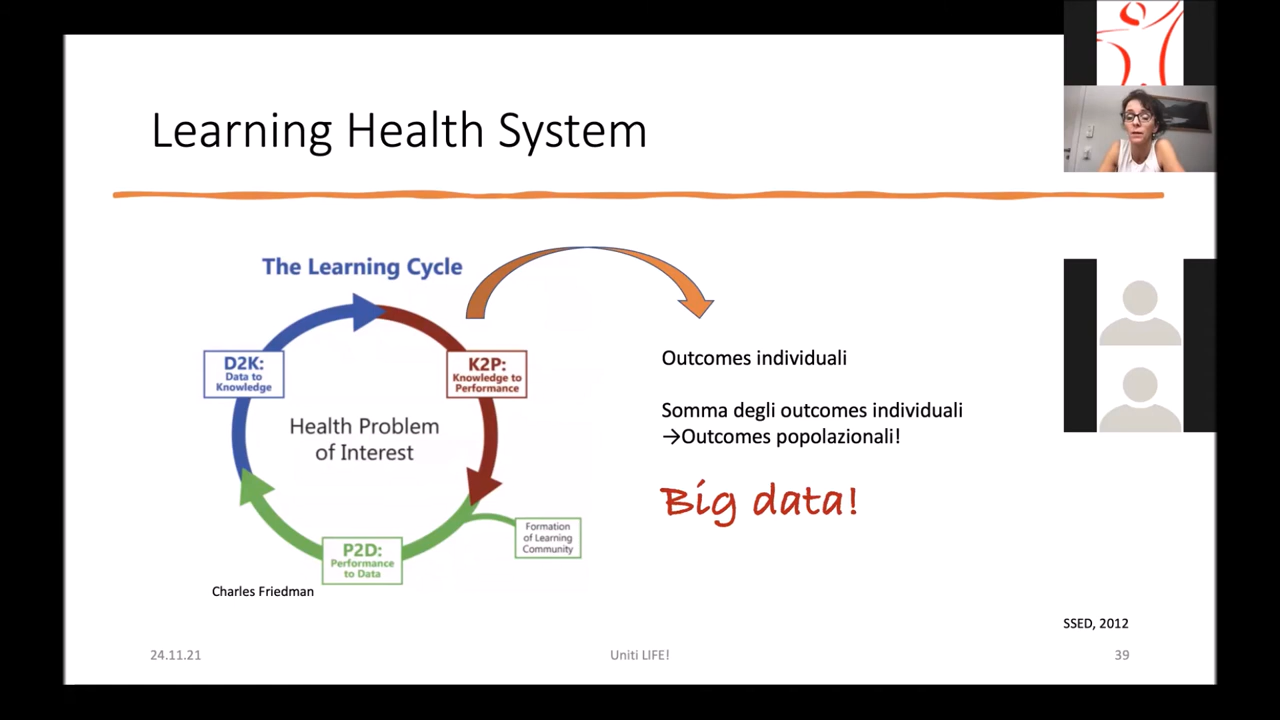 Learning Health System
The Learning Cycle
D2K:
Data to
Knowledge
K2P:
Knowledge to
Performance
Health Problem
of Interest
Formation
of Learning
Community
P2D:
Performance
to Data
Charles Friedman
Outcomes individuali
Somma degli outcomes individuali
→Outcomes popolazionali!
Big data!
SSED, 2012
24.11.21
Uniti LIFE!
39